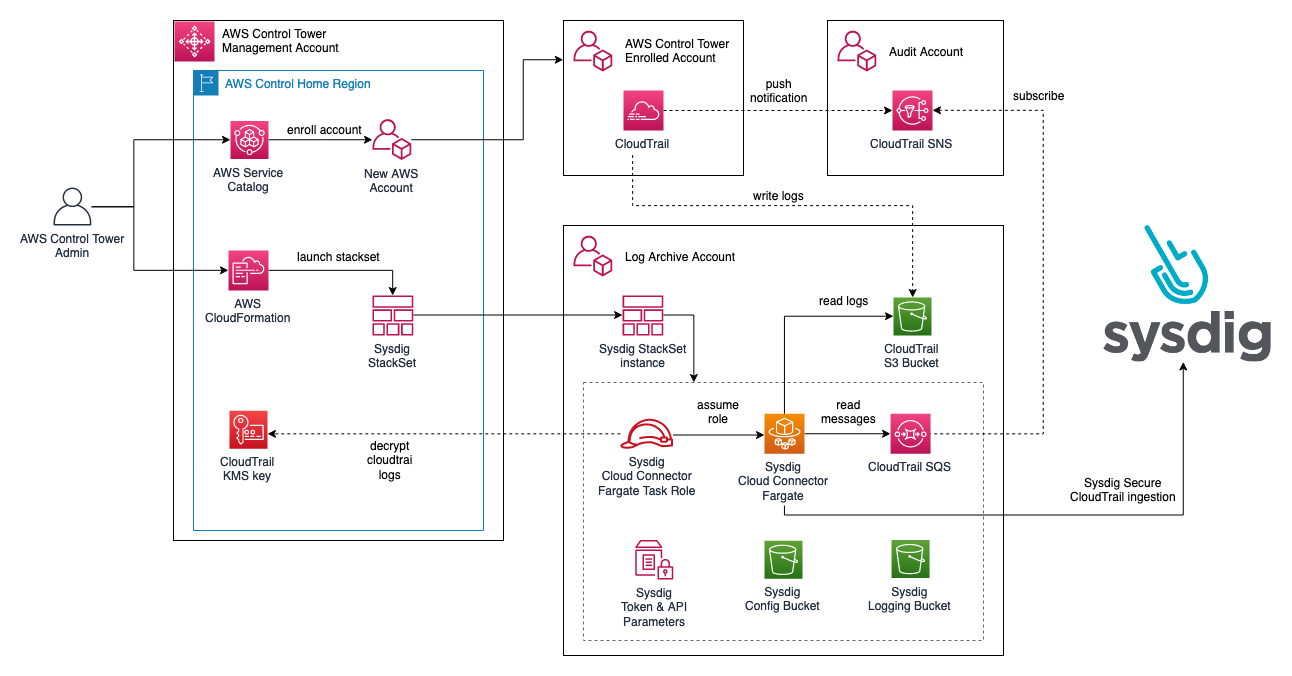 AWS Control Tower
Management Account
AWS Control Home Region
AWS Control Tower
Enrolled Account
Audit Account
push
notification
subscribe
CloudTrail
CloudTrail SNS
enroll account
AWS Service
Catalog
New AWS
Account
write logs
AWS Control Tower
Admin
launch stackset
AWS
CloudFormation
Sysdig
StackSet
Log Archive Account
Sysdig StackSet
instance
read logs
CloudTrail
S3 Bucket
sysdig
CloudTrail
KMS key
decrypt
cloudtrai
logs
assume
role
read
messages
Sysdig
Cloud Connector
Fargate Task Role
Sysdig
Cloud Connector
Fargate
CloudTrail SQS
Sysdig Secure
CloudTrail ingestion
Sysdig
Token & API
Parameters
Sysdig
Config Bucket
Sysdig
Logging Bucket